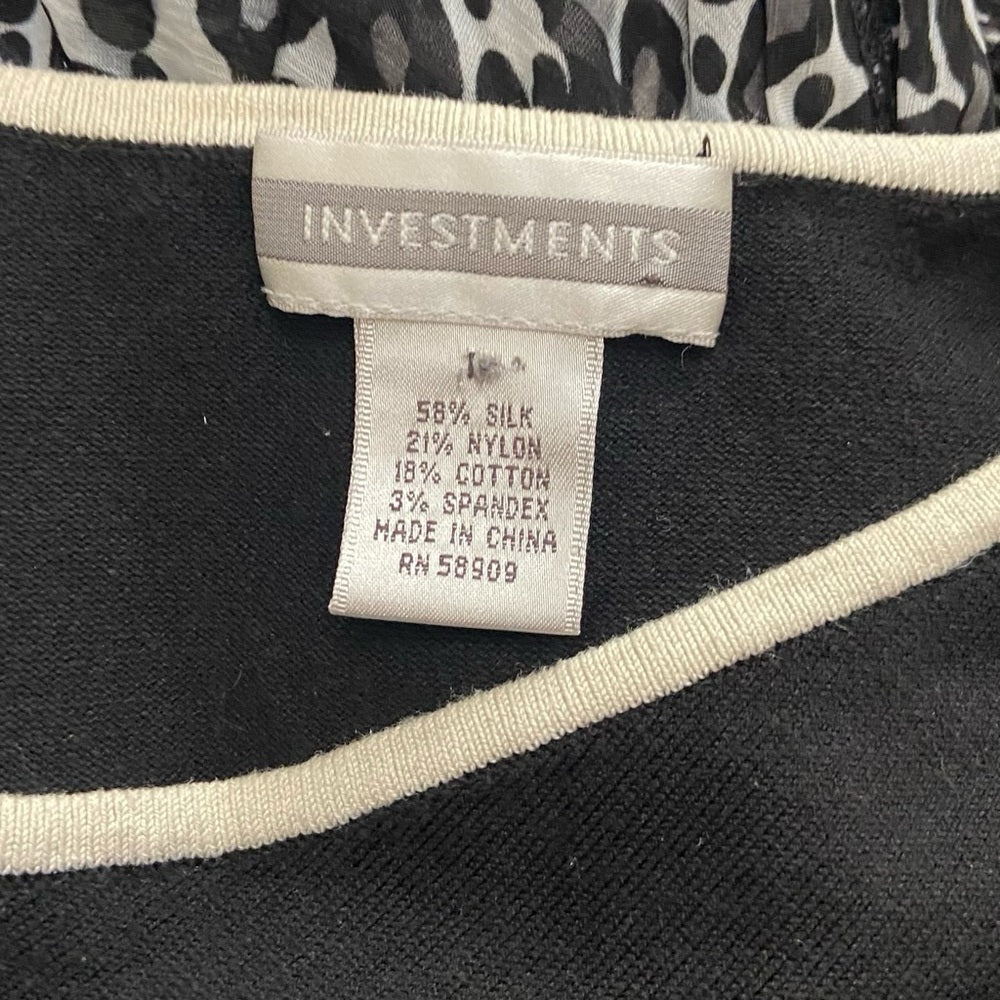 INVESTMENTS
58% SILK
21% NYLON
18% COTTON
3% SPANDEX
MADE IN CHINA
RN 58909